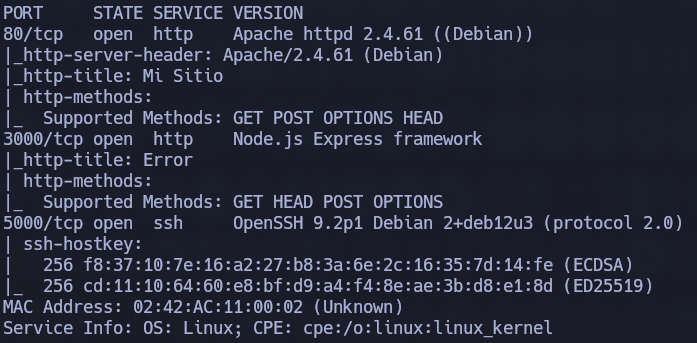 PORT     STATE SERVICE VERSION
80/tcp   open  http    Apache httpd 2.4.61 ((Debian))
|_http-server-header: Apache/2.4.61 (Debian)
|_http-title: Mi Sitio
| http-methods:
|_  Supported Methods: GET POST OPTIONS HEAD
3000/tcp open  http    Node.js Express framework
|_http-title: Error
| http-methods:
|_  Supported Methods: GET HEAD POST OPTIONS
5000/tcp open  ssh     OpenSSH 9.2p1 Debian 2+deb12u3 (protocol 2.0)
| ssh-hostkey:
|   256 f8:37:10:7e:16:a2:27:b8:3a:6e:2c:16:35:7d:14:fe (ECDSA)
|_  256 cd:11:10:64:60:e8:bf:d9:a4:f4:8e:ae:3b:d8:e1:8d (ED25519)
MAC Address: 02:42:AC:11:00:02 (Unknown)
Service Info: OS: Linux; CPE: cpe:/o:linux:linux_kernel